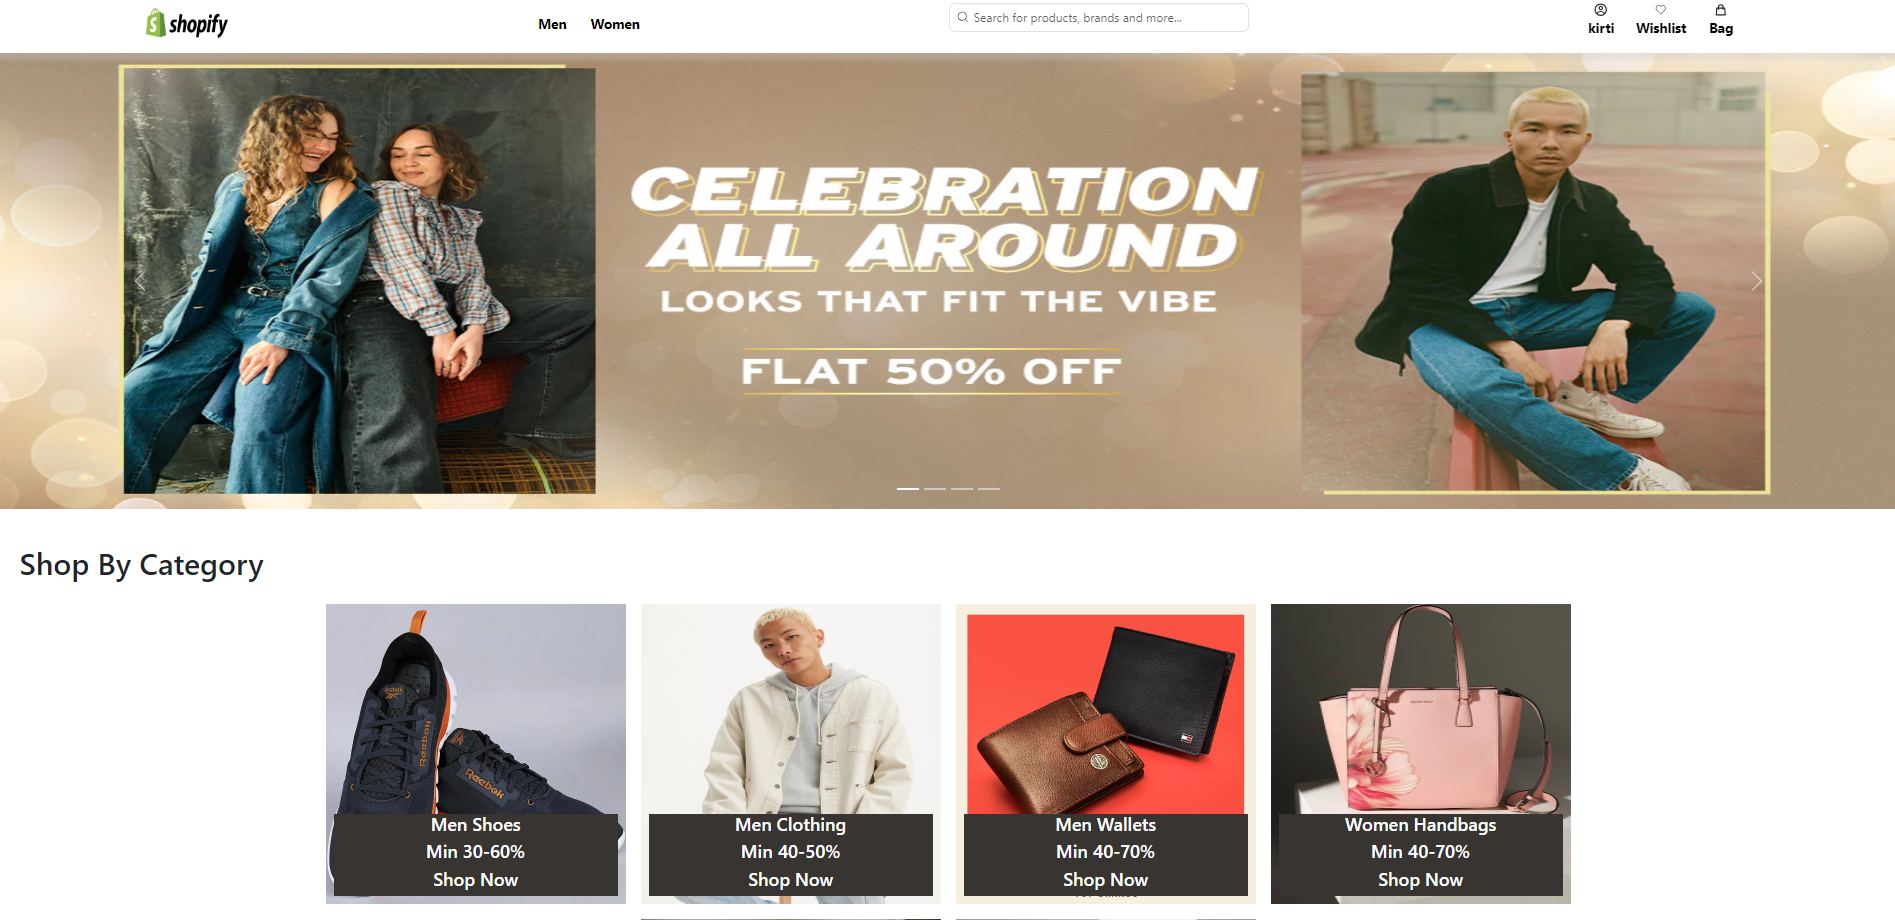 shopify
Men Women
Search for products, brands and more...
kirti Wishlist Bag
CELEBRATION
ALL AROUND
LOOKS THAT FIT THE VIBE
FLAT 50% OFF
Shop By Category
Reebok
Reebok
Reebok
Men Shoes
Min 30-60%
Shop Now
Men Clothing
Min 40-50%
Shop Now
Men Wallets
Min 40-70%
Shop Now
Women Handbags
Min 40-70%
Shop Now